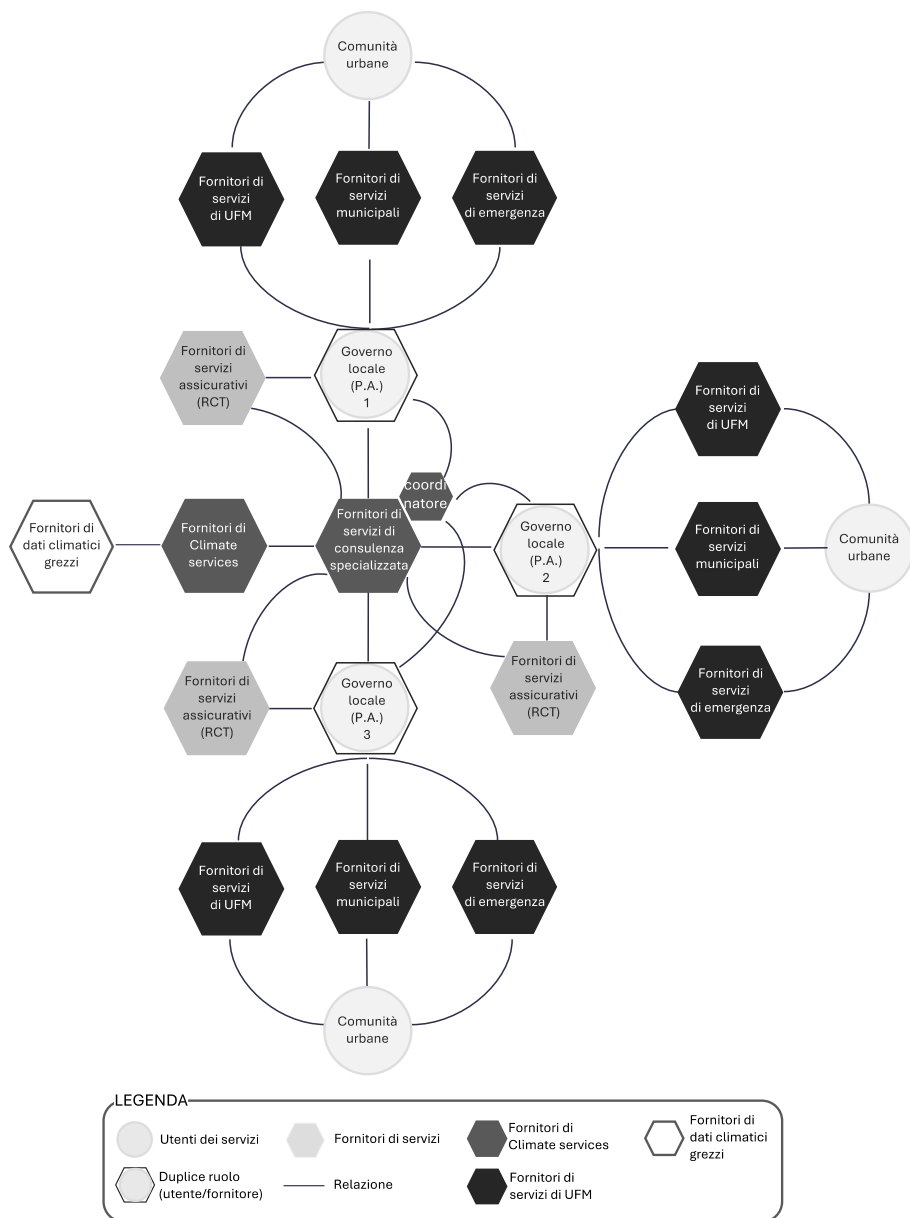 Comunità
urbane
Fornitori di
servizi
di UFM
Fornitori di
servizi
municipali
Fornitori di
servizi
di emergenza
Fornitori di
servizi
assicurativi
(RCT)
Governo
locale
(P.A.)
1
Fornitori di
servizi
di UFM
coordi
natore
Fornitori di
dati climatici
grezzi
Fornitori di
Climate
services
Fornitori di
servizi di
consulenza
specializzata
Governo
locale
(P.A.)
2
Fornitori di
servizi
municipali
Comunità
urbane
Fornitori di
servizi
assicurativi
(RCT)
Governo
locale
(P.A.)
3
Fornitori di
servizi
assicurativi
(RCT)
Fornitori di
servizi
di emergenza
Fornitori di
servizi
di UFM
Fornitori di
servizi
municipali
Fornitori di
servizi
di emergenza
Comunità
urbane
LEGENDA
Utenti dei servizi
Fornitori di servizi
Fornitori di
Climate services
Fornitori di
dati climatici
grezzi
Duplice ruolo
(utente/fornitore)
Relazione
Fornitori di
servizi di UFM